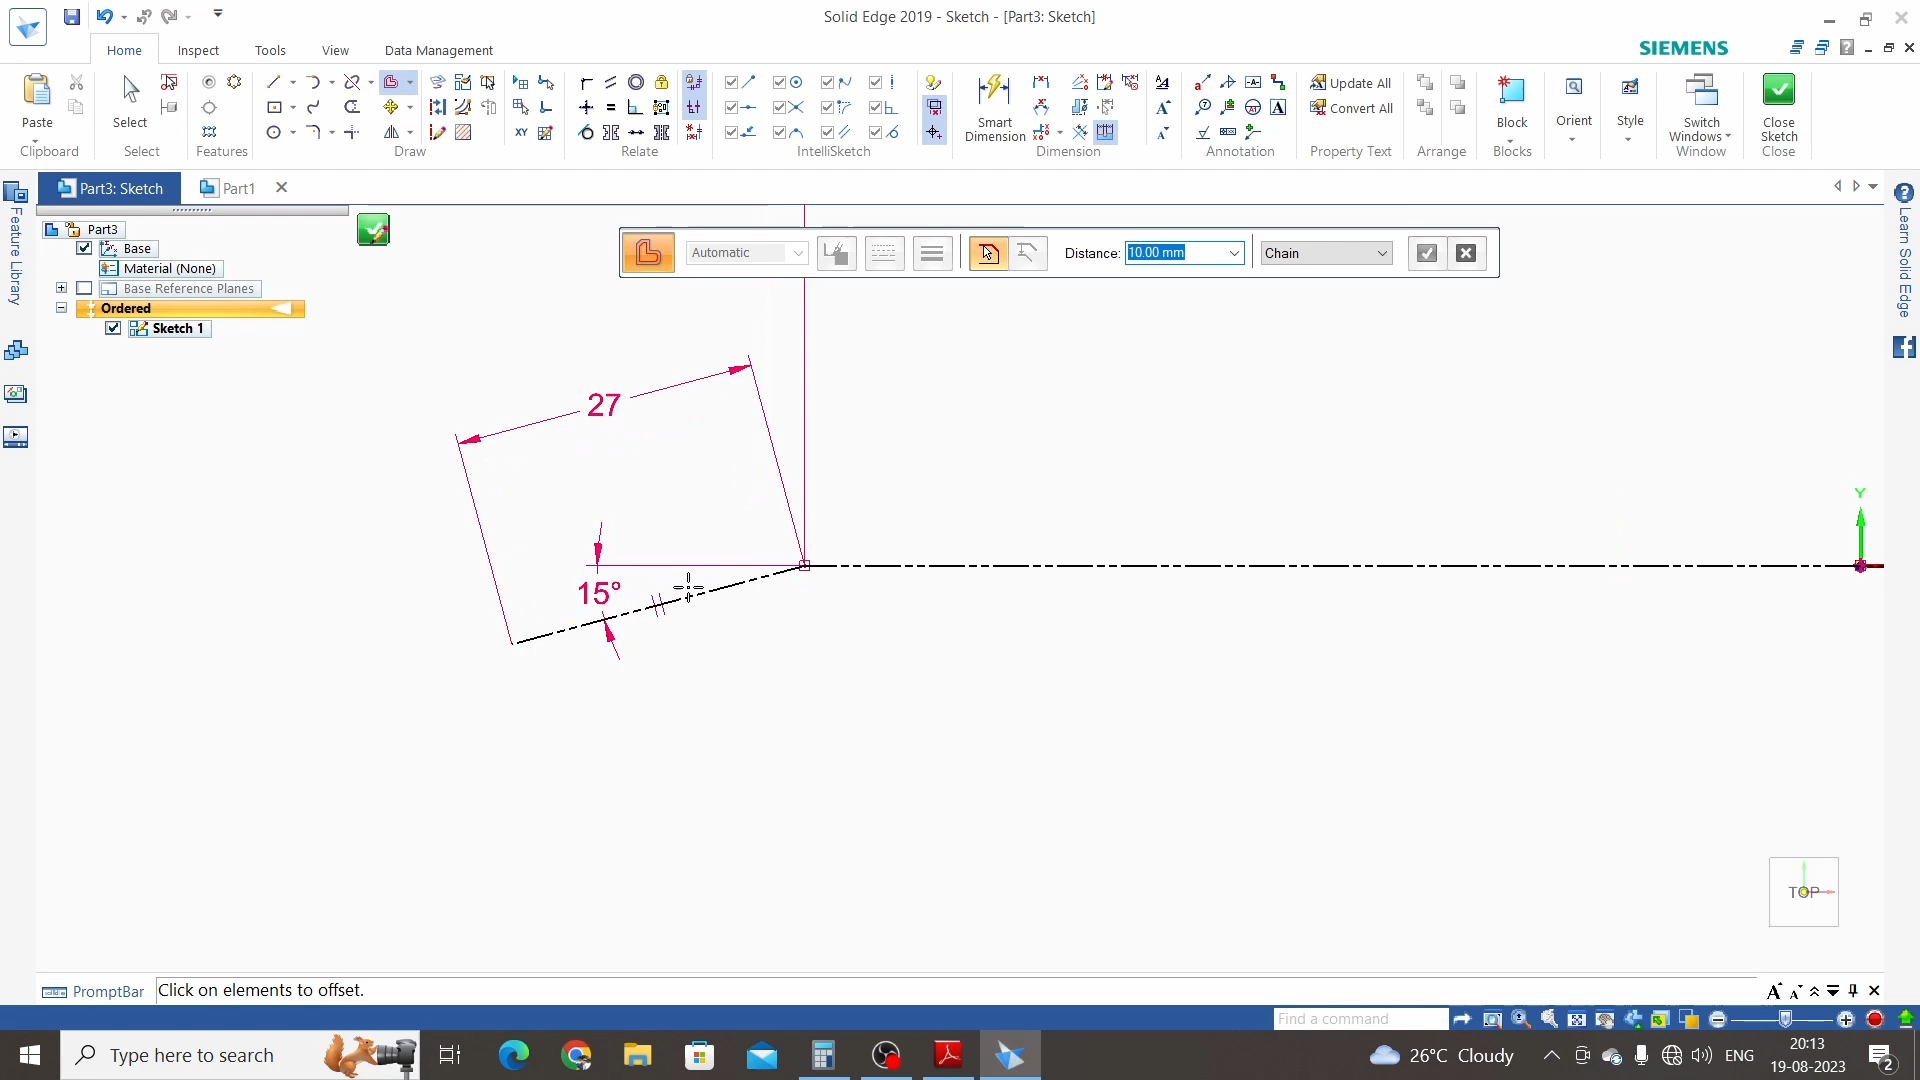 Solid Edge 2019 - Sketch - [Part3: Sketch]
Home
Inspect
Tools
View
Data Management
SIEMENS
Paste
Select
Smart
Dimension
Update All
Convert All
Block
Orient
Style
Switch
Windows
Close
Sketch
XY
A
Clipboard
Select
Features
Draw
Relate
IntelliSketch
Dimension
Annotation
Property Text
Arrange
Blocks
Window
Close
Part3: Sketch
Part1
Feature Library
Learn Solid Edge
Part3
Base
Material (None)
Base Reference Planes
Ordered
Sketch 1
Automatic
Distance:
10.00 mm
Chain
27
15°
Y
TOP
PromptBar
Click on elements to offset.
Find a command
Type here to search
26°C Cloudy
ENG
20:13
19-08-2023
2